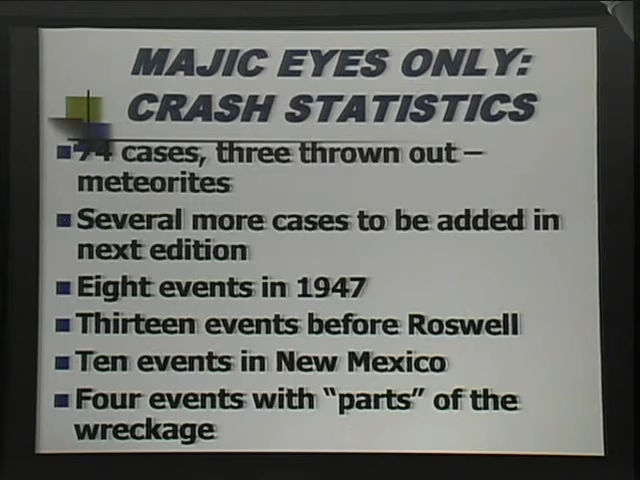 MAJIC EYES ONLY:
CRASH STATISTICS
74 cases, three thrown out –
meteorites
Several more cases to be added in
next edition
Eight events in 1947
Thirteen events before Roswell
Ten events in New Mexico
Four events with “parts” of the
wreckage